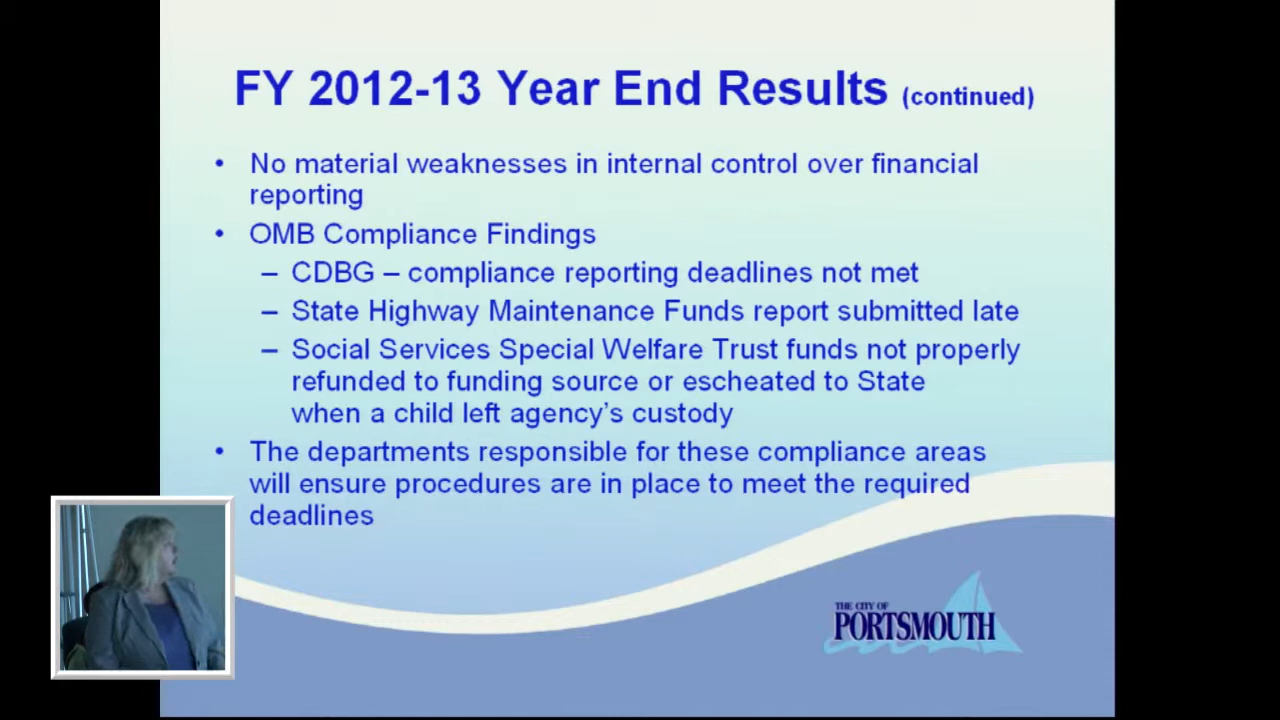 FY 2012-13 Year End Results (continued)
• No material weaknesses in internal control over financial
reporting
• OMB Compliance Findings
– CDBG – compliance reporting deadlines not met
– State Highway Maintenance Funds report submitted late
– Social Services Special Welfare Trust funds not properly
refunded to funding source or escheated to State
when a child left agency’s custody
• The departments responsible for these compliance areas
will ensure procedures are in place to meet the required
deadlines
THE CITY OF
PORTSMOUTH